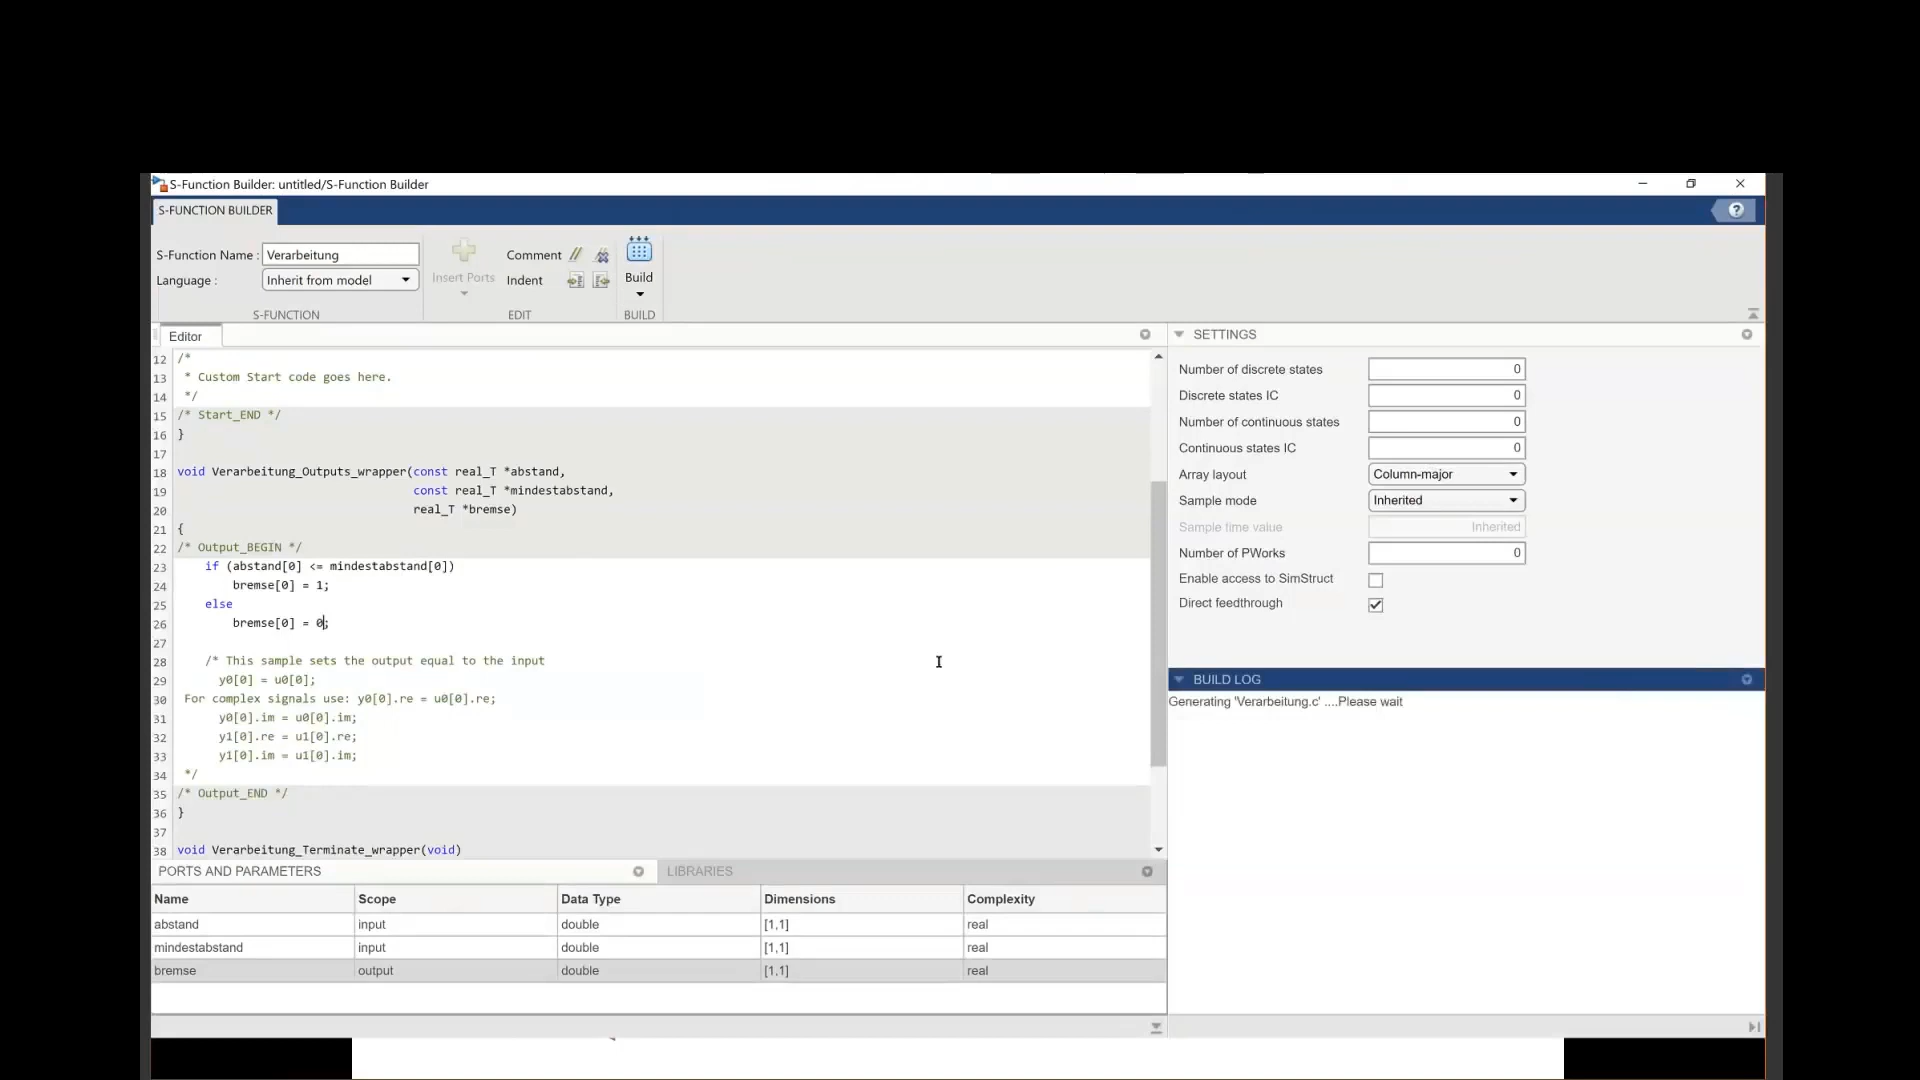 S-Function Builder: untitled/S-Function Builder
S-FUNCTION BUILDER
S-Function Name : Verarbeitung
Language : Inherit from model
Insert Ports
Comment
Indent
Build
S-FUNCTION
EDIT
BUILD
Editor
12 /*
13 * Custom Start code goes here.
14 */
15 /* Start_END */
16 }
17
18 void Verarbeitung_Outputs_wrapper(const real_T *abstand,
19 const real_T *mindestabstand,
20 real_T *bremse)
21 {
22 /* Output_BEGIN */
23 if (abstand[0] <= mindestabstand[0])
24 bremse[0] = 1;
25 else
26 bremse[0] = 0;
27
28 /* This sample sets the output equal to the input
29 y0[0] = u0[0];
30 For complex signals use: y0[0].re = u0[0].re;
31 y0[0].im = u0[0].im;
32 y1[0].re = u1[0].re;
33 y1[0].im = u1[0].im;
34 */
35 /* Output_END */
36 }
37
38 void Verarbeitung_Terminate_wrapper(void)
SETTINGS
Number of discrete states 0
Discrete states IC 0
Number of continuous states 0
Continuous states IC 0
Array layout Column-major
Sample mode Inherited
Sample time value Inherited
Number of PWorks 0
Enable access to SimStruct
Direct feedthrough
BUILD LOG
Generating 'Verarbeitung.c' ....Please wait
PORTS AND PARAMETERS
LIBRARIES
Name Scope Data Type Dimensions Complexity
abstand input double [1,1] real
mindestabstand input double [1,1] real
bremse output double [1,1] real